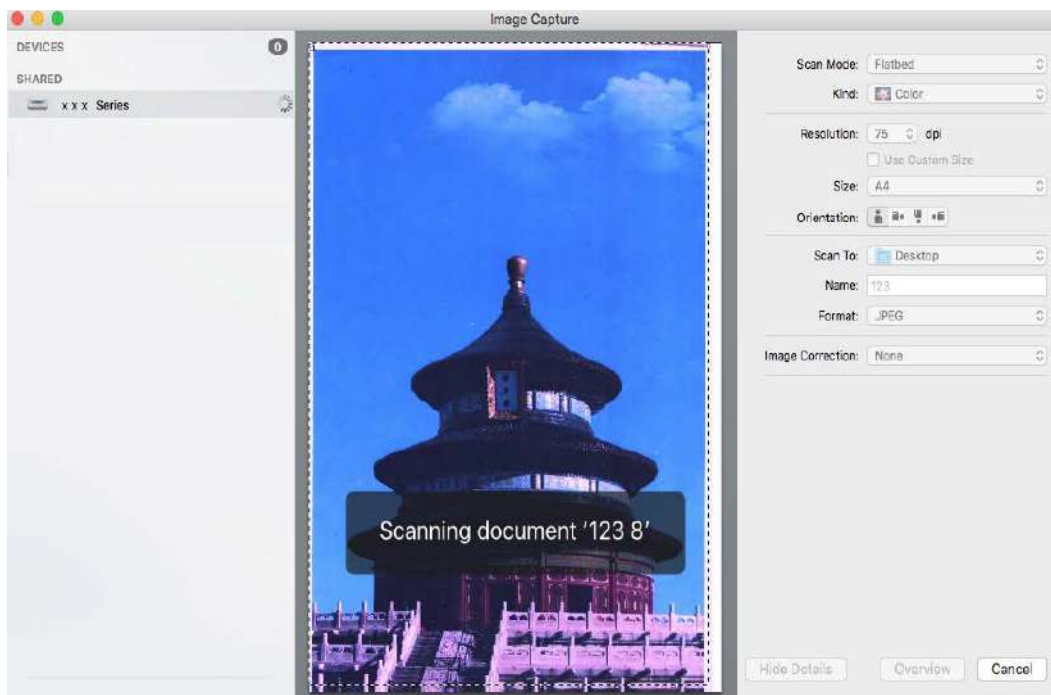 Image Capture
DEVICES 0
SHARED
x x x Series
Scanning document ‘123 8’
Scan Mode: Flatbed
Kind: Color
Resolution: 75 dpi
Use Custom Size
Size: A4
Orientation:
Scan To: Desktop
Name: 123
Format: JPEG
Image Correction: None
Hide Details Overview Cancel